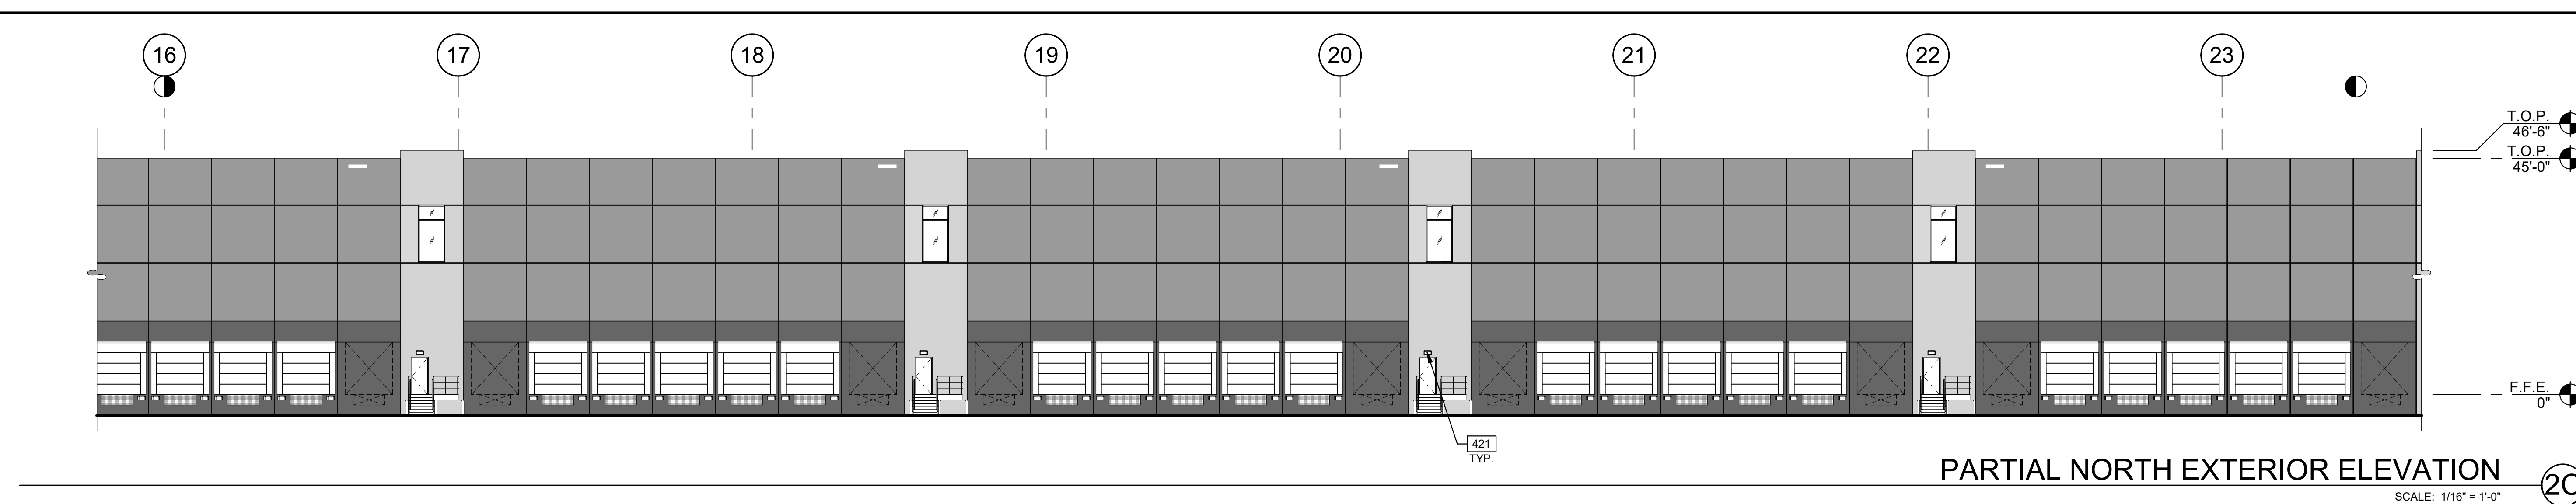 16
17
18
19
20
21
22
23
T.O.P.
46'-6"
T.O.P.
45'-0"
F.F.E.
0"
421
TYP.
PARTIAL NORTH EXTERIOR ELEVATION
SCALE: 1/16" = 1'-0"